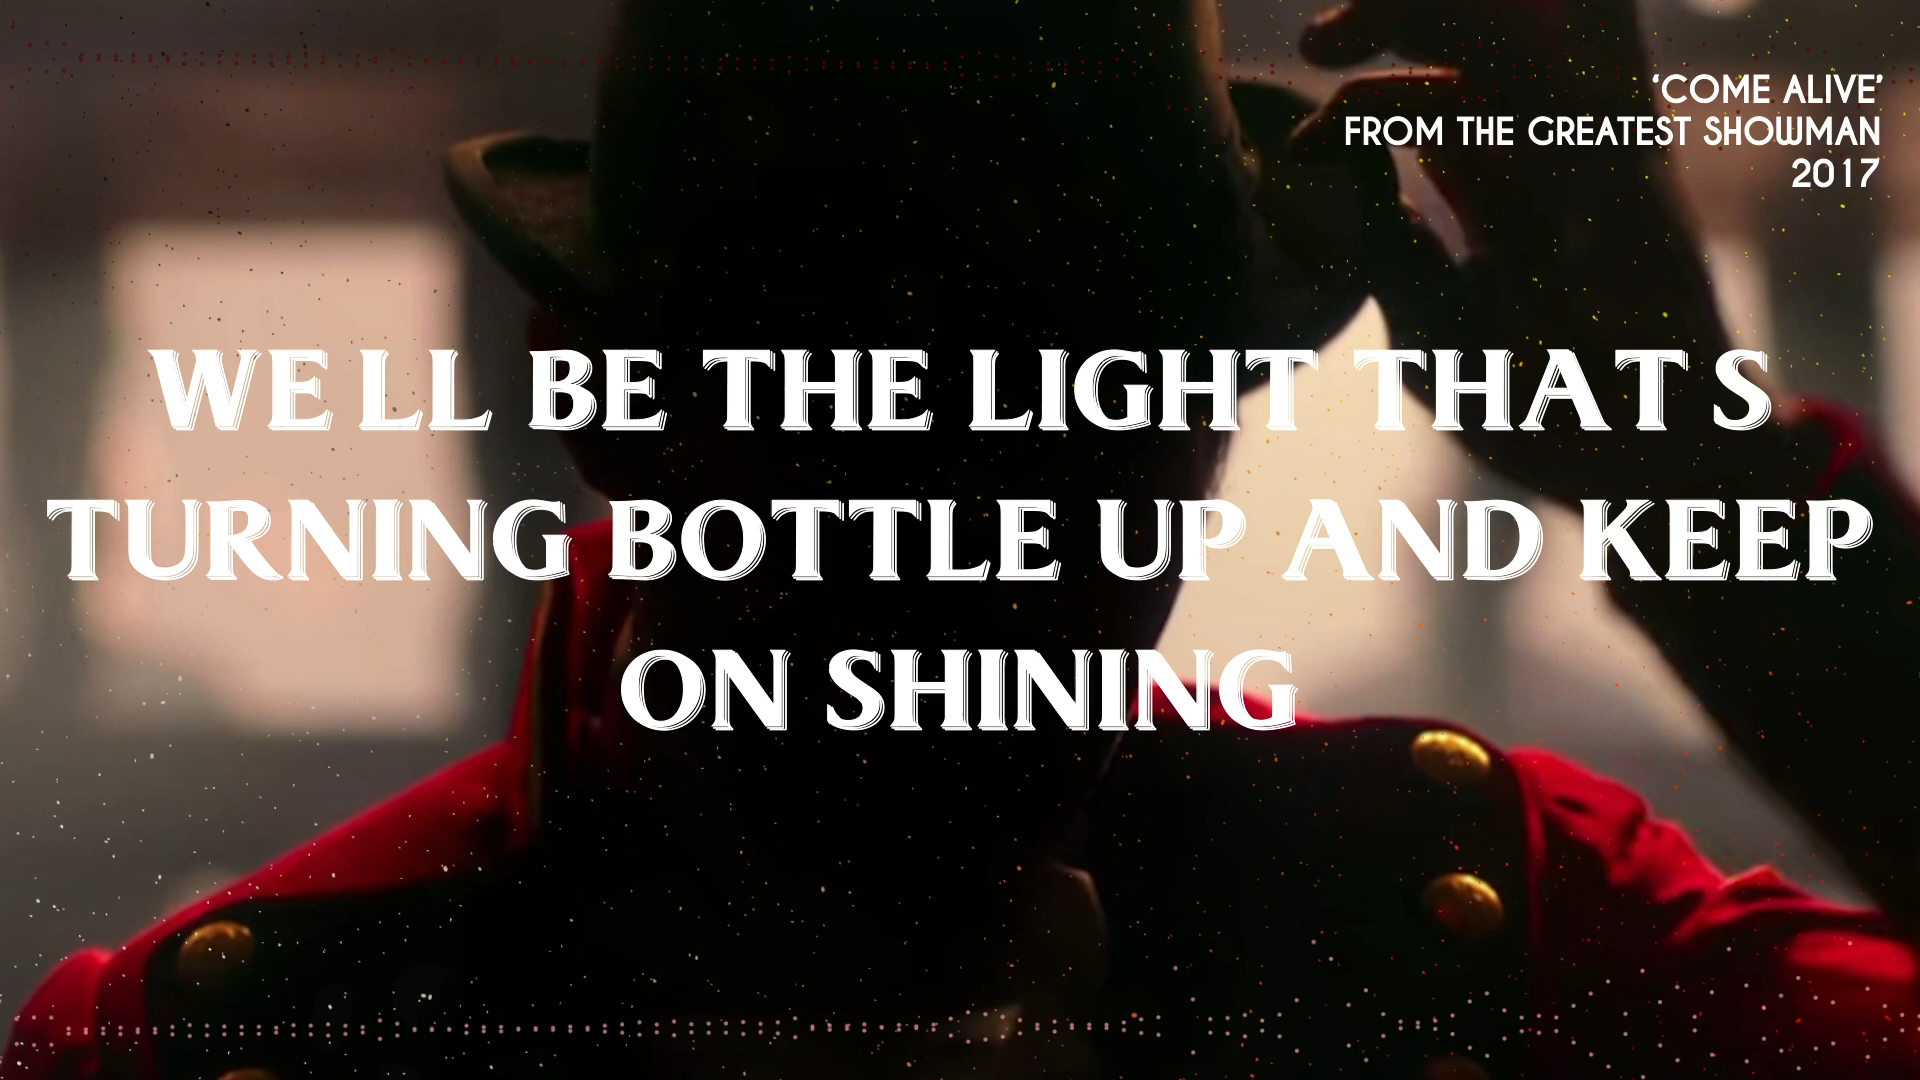 ‘COME ALIVE’
FROM THE GREATEST SHOWMAN
2017
WE LL BE THE LIGHT THAT S
TURNING BOTTLE UP AND KEEP
ON SHINING